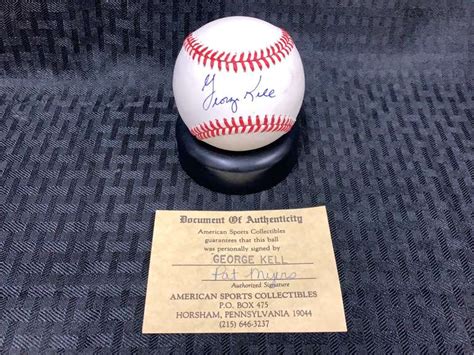 George Kell
Document Of Authenticity
American Sports Collectibles
guarantees that this ball
was personally signed by
GEORGE KELL
Pat Myers
Authorized Signature
AMERICAN SPORTS COLLECTIBLES
P.O. BOX 475
HORSHAM, PENNSYLVANIA 19044
(215) 646-3237